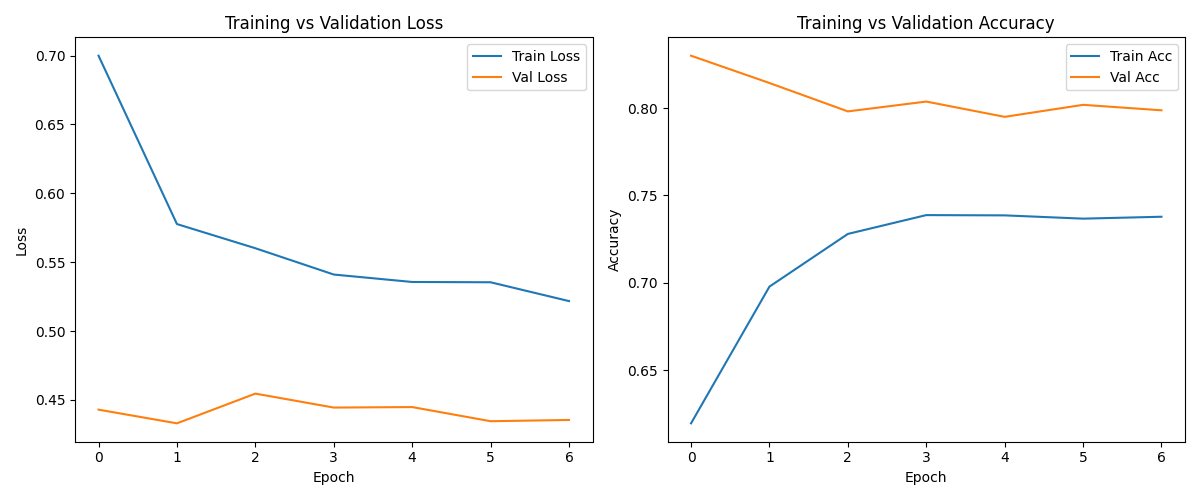 Training vs Validation Loss
Train Loss
Val Loss
0.70
0.65
0.60
0.55
0.50
0.45
Loss
0 1 2 3 4 5 6
Epoch
Training vs Validation Accuracy
Train Acc
Val Acc
0.80
0.75
0.70
0.65
Accuracy
0 1 2 3 4 5 6
Epoch